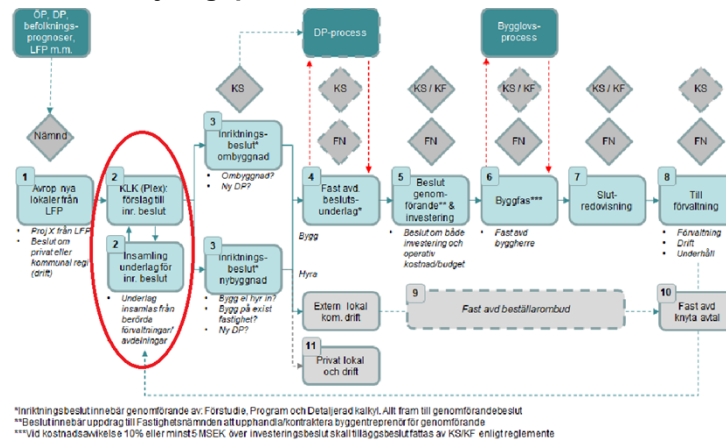 ÖP, DP,
befolknings-
prognoser,
LFP m.m.
DP-process
Bygglovs-
process
KS
KS
KS / KF
KS / KF
KS / KF
KS
Nämnd
FN
FN
FN
FN
FN
1
Avrop nya
lokaler från
LFP
• Proj X från LFP
• Beslut om
privat eller
kommunal regi
(drift)
2
KLK (Plex):
förslag till
inr. beslut
2
Insamling
underlag för
inr. beslut
• Underlag
insamlas från
berörda
förvaltningar/
avdelningar
3
Inriktnings-
beslut*
ombyggnad
• Ombyggnad?
• Ny DP?
3
Inriktnings-
beslut*
nybyggnad
• Bygg el hyr in?
• Bygg på exist
fastighet?
• Ny DP?
4
Fast avd.
besluts-
underlag*
Bygg
Hyra
5
Beslut
genom-
förande** &
investering
• Beslut om både
investering och
operativ
kostnad/budget
6
Byggfas***
• Fast avd
byggherre
7
Slut-
redovisning
8
Till
förvaltning
• Förvaltning
• Drift
• Underhåll
Extern lokal
kom. drift
9
Fast avd beställarombud
10
Fast avd
knyta avtal
11
Privat lokal
och drift
*Inriktningsbeslut innebär genomförande av: Förstudie, Program och Detaljerad kalkyl. Allt fram till genomförandebeslut
**Beslut innebär uppdrag till Fastighetsnämnden att upphandla/kontraktera byggentreprenör för genomförande
***Vid kostnadsavvikelse 10% eller minst 5 MSEK över investeringsbeslut skall tilläggsbeslut fattas av KS/KF enligt reglemente